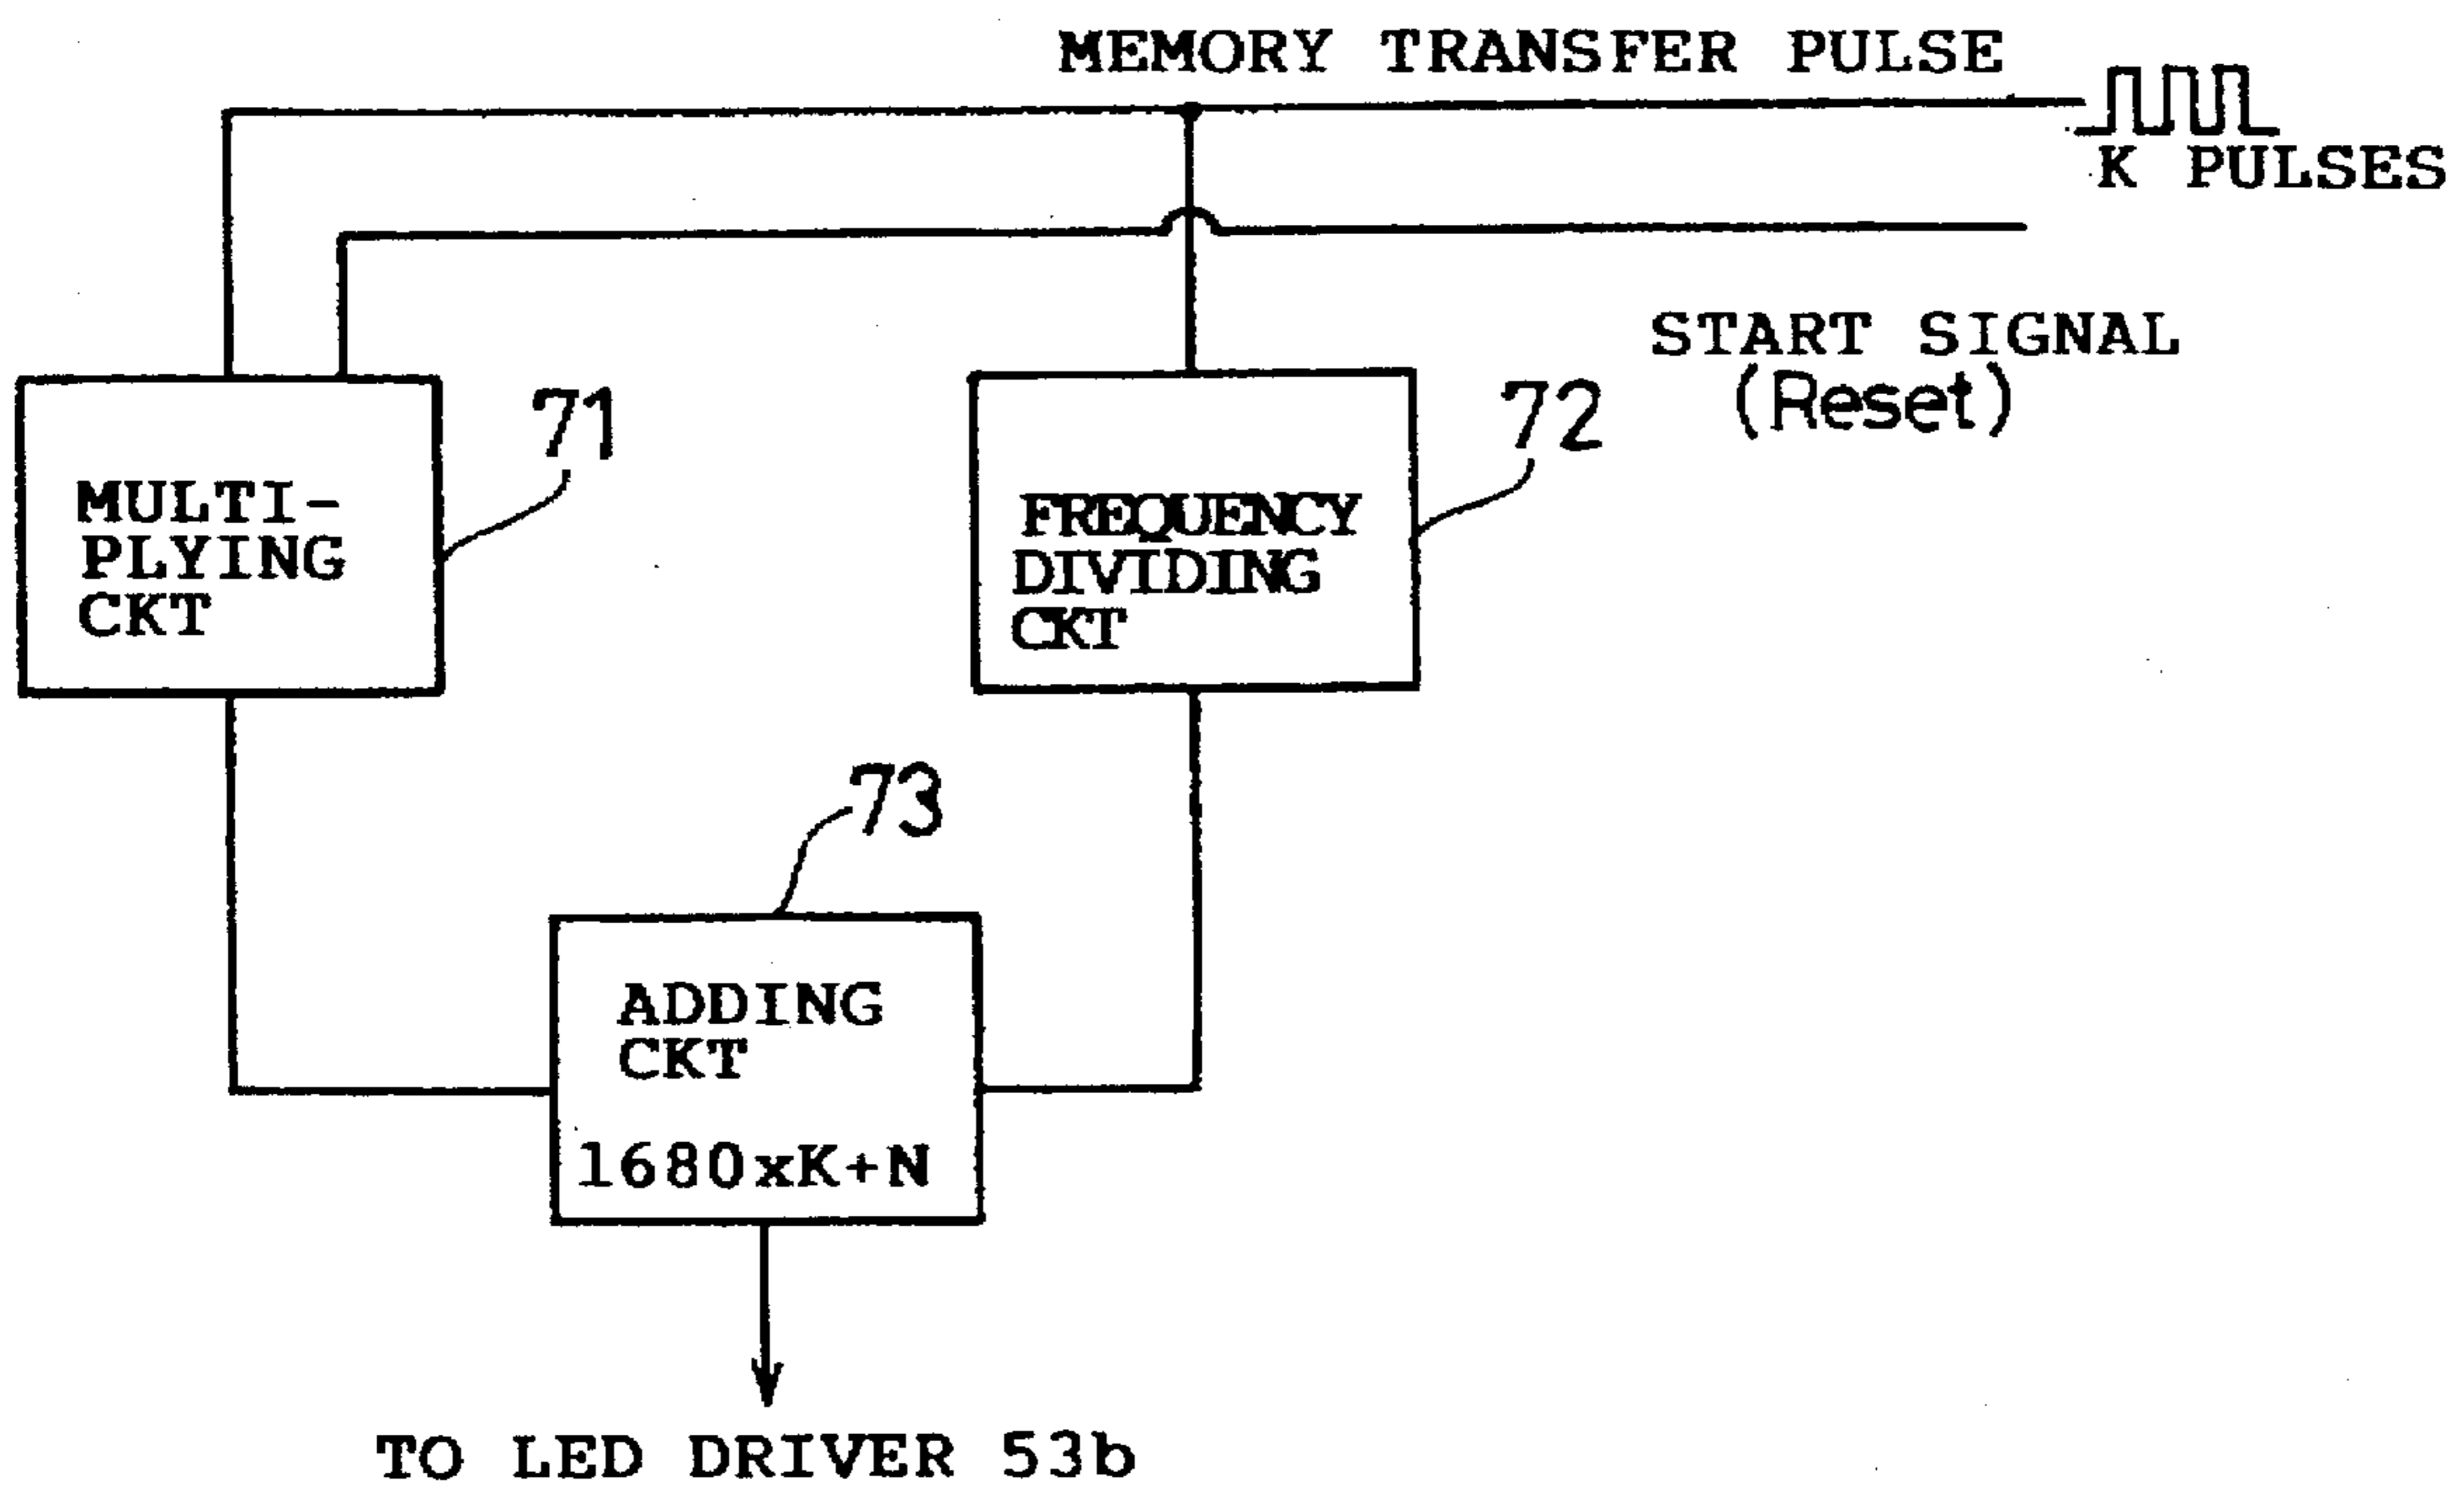 MEMORY TRANSFER PULSE
K PULSES
START SIGNAL
(Reset)
71
72
MULTI-
PLYING
CKT
FREQUENCY
DIVIDING
CKT
73
ADDING
CKT
1680xK+N
TO LED DRIVER 53b